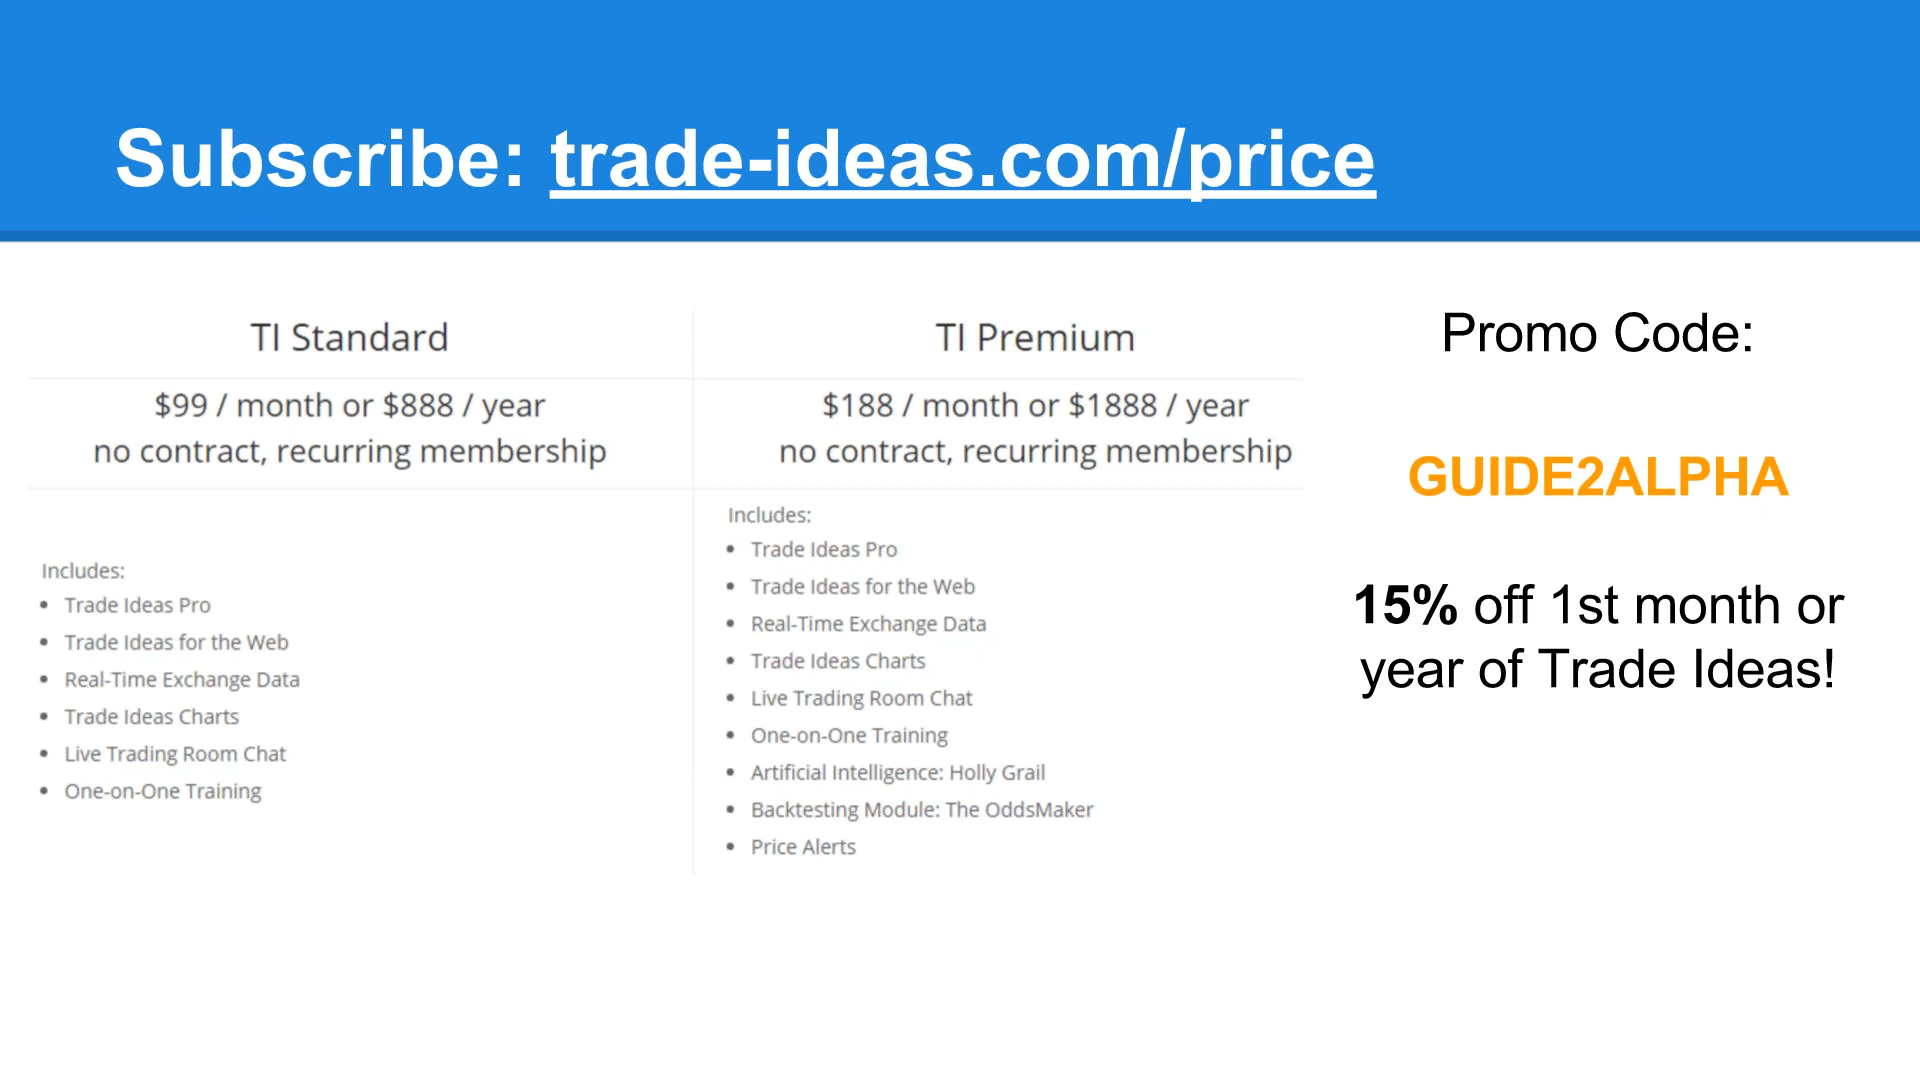 Subscribe: trade-ideas.com/price
TI Standard
$99 / month or $888 / year
no contract, recurring membership
Includes:
• Trade Ideas Pro
• Trade Ideas for the Web
• Real-Time Exchange Data
• Trade Ideas Charts
• Live Trading Room Chat
• One-on-One Training
TI Premium
$188 / month or $1888 / year
no contract, recurring membership
Includes:
• Trade Ideas Pro
• Trade Ideas for the Web
• Real-Time Exchange Data
• Trade Ideas Charts
• Live Trading Room Chat
• One-on-One Training
• Artificial Intelligence: Holly Grail
• Backtesting Module: The OddsMaker
• Price Alerts
Promo Code:
GUIDE2ALPHA
15% off 1st month or
year of Trade Ideas!